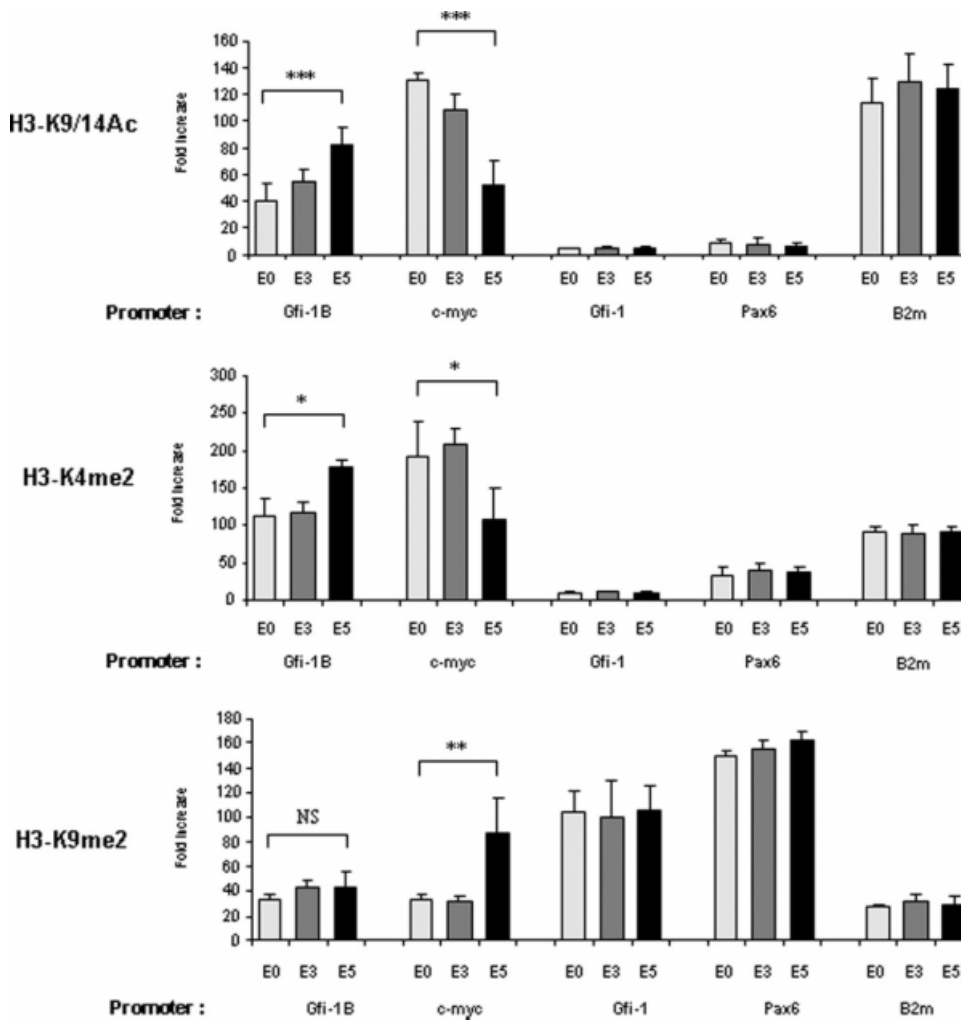 ***
***
160
140
120
100
80
60
40
20
0
Fold Increase
H3-K9/14Ac
E0 E3 E5 E0 E3 E5 E0 E3 E5 E0 E3 E5 E0 E3 E5
Promoter : Gfi-1B c-myc Gfi-1 Pax6 B2m
300
250
200
150
100
50
0
*
*
Fold Increase
H3-K4me2
E0 E3 E5 E0 E3 E5 E0 E3 E5 E0 E3 E5 E0 E3 E5
Promoter : Gfi-1B c-myc Gfi-1 Pax6 B2m
180
160
140
120
100
80
60
40
20
0
**
NS
Fold Increase
H3-K9me2
E0 E3 E5 E0 E3 E5 E0 E3 E5 E0 E3 E5 E0 E3 E5
Promoter : Gfi-1B c-myc Gfi-1 Pax6 B2m